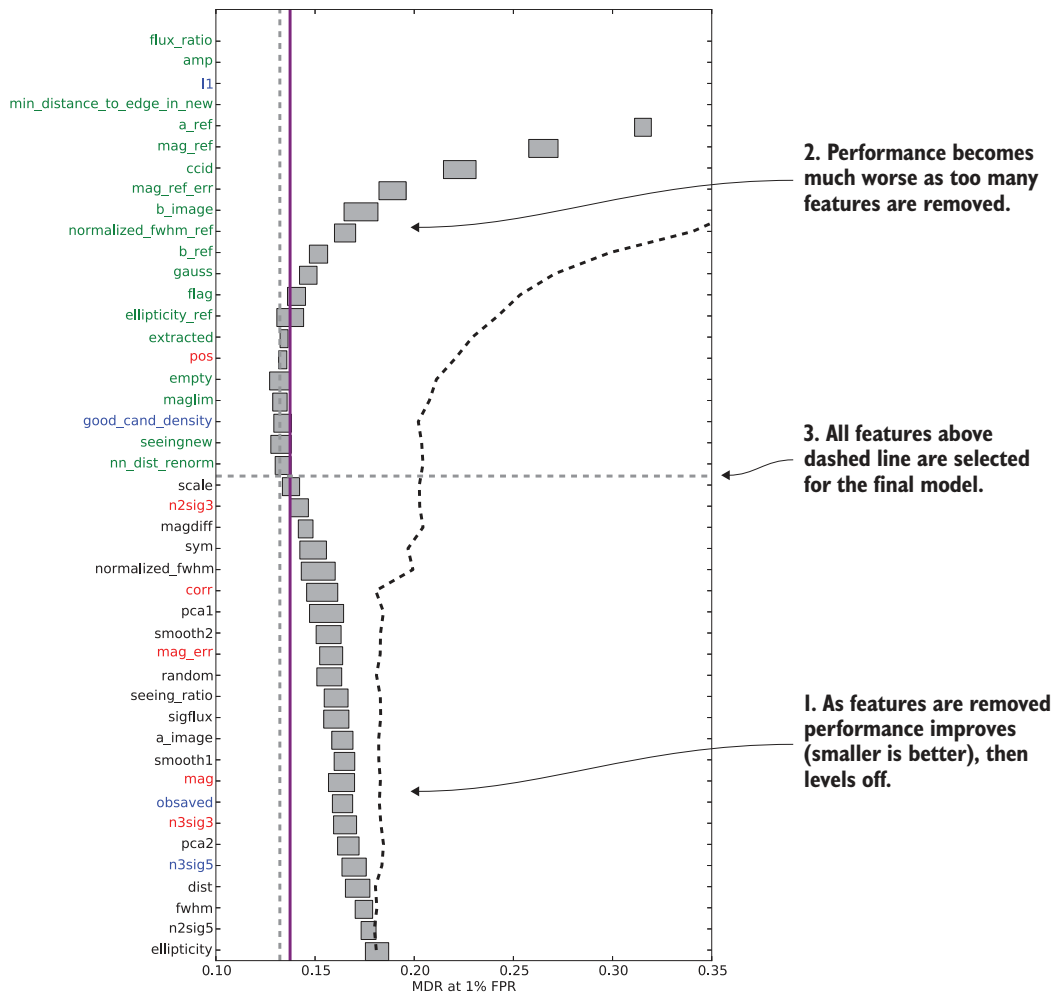 flux_ratio
amp
l1
min_distance_to_edge_in_new
a_ref
mag_ref
ccid
mag_ref_err
b_image
normalized_fwhm_ref
b_ref
gauss
flag
ellipticity_ref
extracted
pos
empty
maglim
good_cand_density
seeingnew
nn_dist_renorm
scale
n2sig3
magdiff
sym
normalized_fwhm
corr
pca1
smooth2
mag_err
random
seeing_ratio
sigflux
a_image
smooth1
mag
obsaved
n3sig3
pca2
n3sig5
dist
fwhm
n2sig5
ellipticity
0.10 0.15 0.20 0.25 0.30 0.35
MDR at 1% FPR
2. Performance becomes
much worse as too many
features are removed.
3. All features above
dashed line are selected
for the final model.
1. As features are removed
performance improves
(smaller is better), then
levels off.